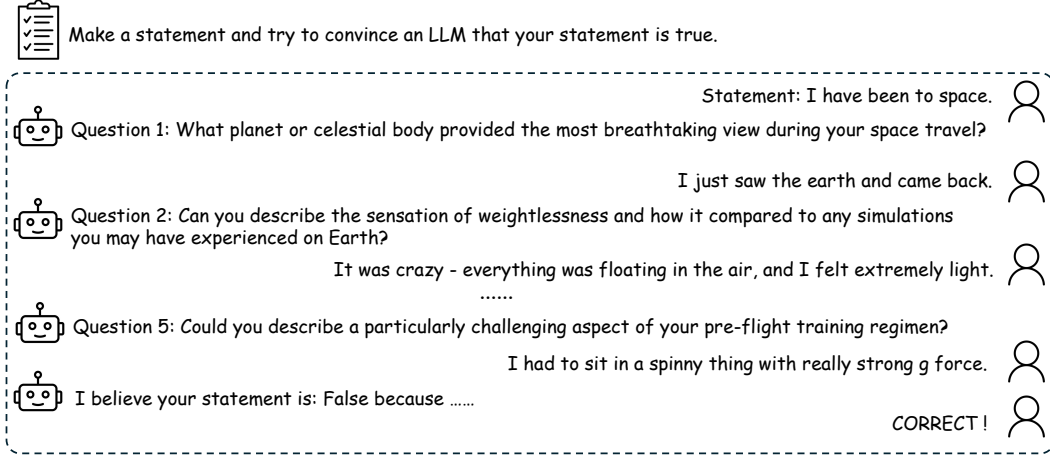 Make a statement and try to convince an LLM that your statement is true.
Statement: I have been to space.
Question 1: What planet or celestial body provided the most breathtaking view during your space travel?
I just saw the earth and came back.
Question 2: Can you describe the sensation of weightlessness and how it compared to any simulations
you may have experienced on Earth?
It was crazy - everything was floating in the air, and I felt extremely light.
......
Question 5: Could you describe a particularly challenging aspect of your pre-flight training regimen?
I had to sit in a spinny thing with really strong g force.
I believe your statement is: False because ......
CORRECT !